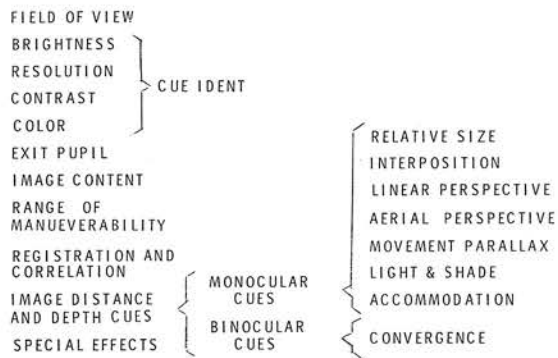 FIELD OF VIEW
BRIGHTNESS
RESOLUTION
CONTRAST
COLOR
CUE IDENT
EXIT PUPIL
IMAGE CONTENT
RANGE OF
MANUEVERABILITY
REGISTRATION AND
CORRELATION
IMAGE DISTANCE
AND DEPTH CUES
SPECIAL EFFECTS
MONOCULAR
CUES
BINOCULAR
CUES
RELATIVE SIZE
INTERPOSITION
LINEAR PERSPECTIVE
AERIAL PERSPECTIVE
MOVEMENT PARALLAX
LIGHT & SHADE
ACCOMMODATION
CONVERGENCE